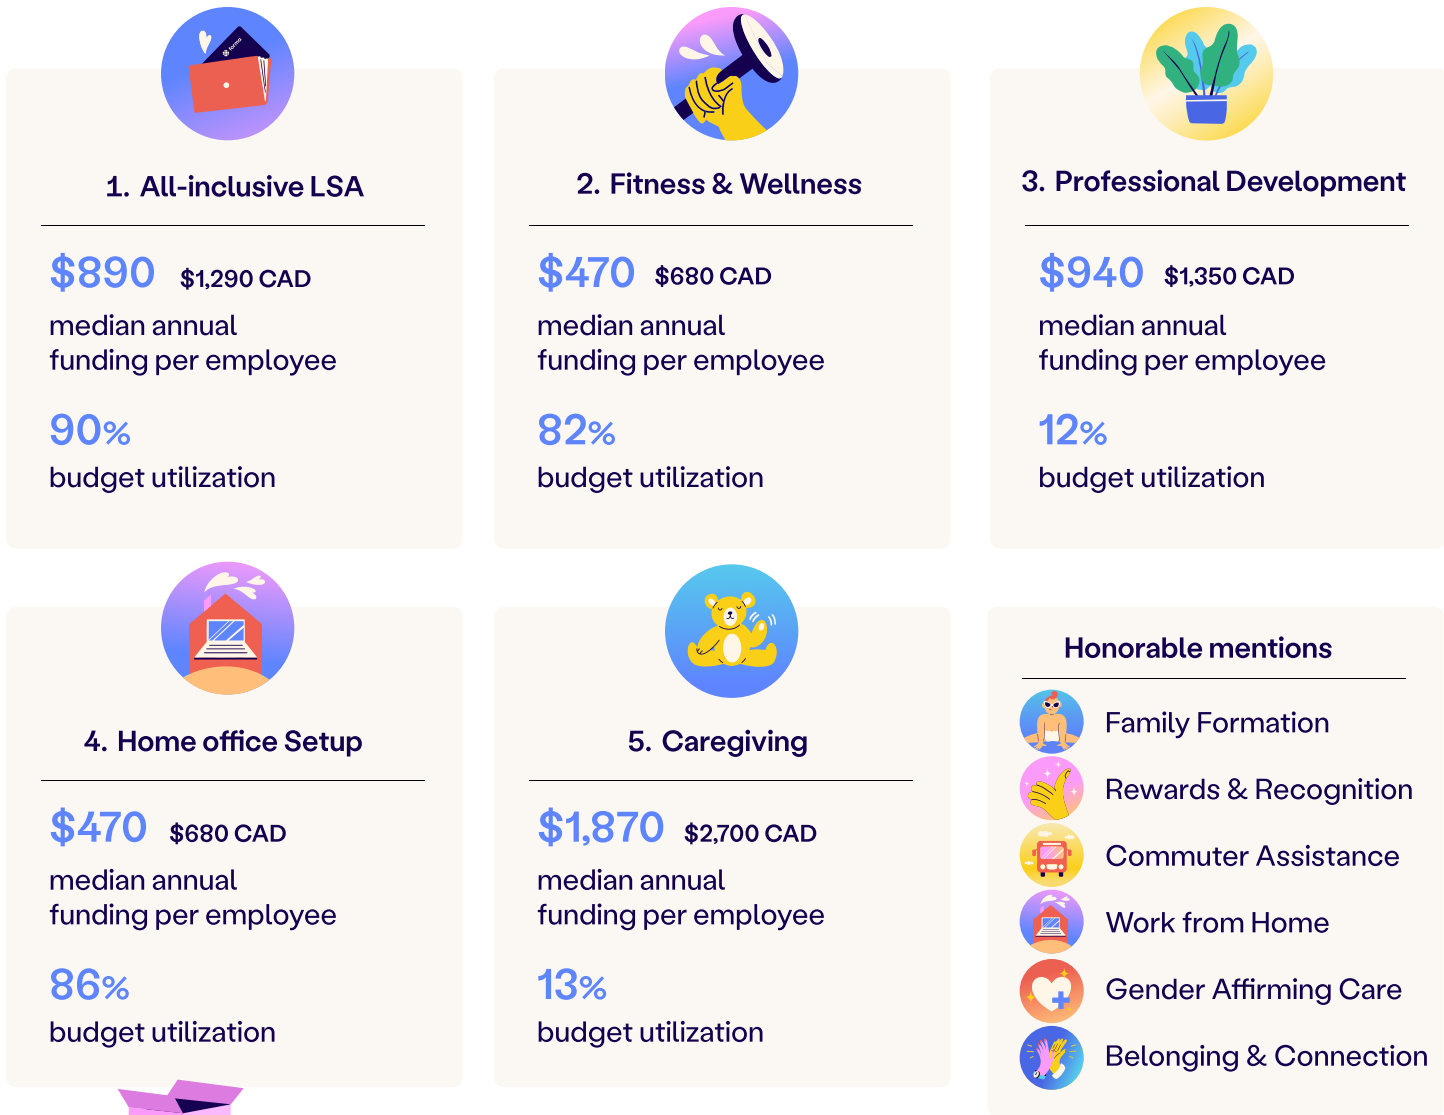 forma
1. All-inclusive LSA
$890 $1,290 CAD
median annual
funding per employee
90%
budget utilization
2. Fitness & Wellness
$470 $680 CAD
median annual
funding per employee
82%
budget utilization
3. Professional Development
$940 $1,350 CAD
median annual
funding per employee
12%
budget utilization
4. Home office Setup
$470 $680 CAD
median annual
funding per employee
86%
budget utilization
5. Caregiving
$1,870 $2,700 CAD
median annual
funding per employee
13%
budget utilization
Honorable mentions
Family Formation
Rewards & Recognition
Commuter Assistance
Work from Home
Gender Affirming Care
Belonging & Connection